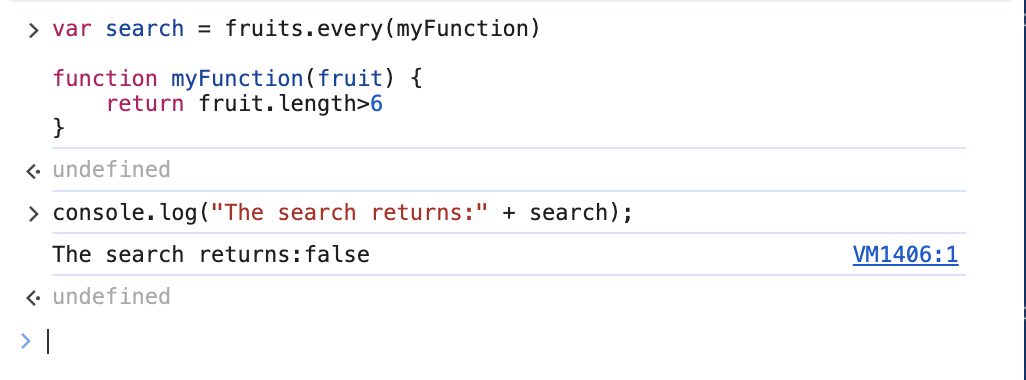 > var search = fruits.every(myFunction)
function myFunction(fruit) {
    return fruit.length>6
}
undefined
> console.log("The search returns:" + search);
The search returns:false VM1406:1
undefined
>